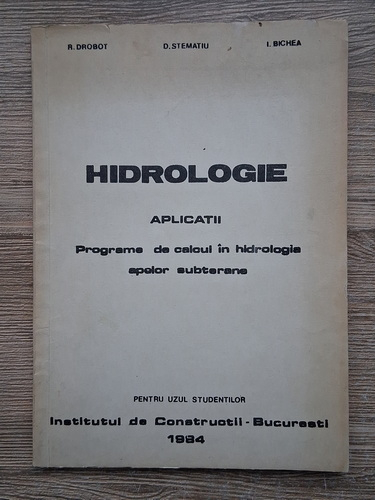 R. DROBOT D. STEMATIU I. BICHEA
HIDROLOGIE
APLICATII
Programe de calcul în hidrologia
apelor subterane
PENTRU UZUL STUDENTILOR
Institutul de Constructii - Bucuresti
1984